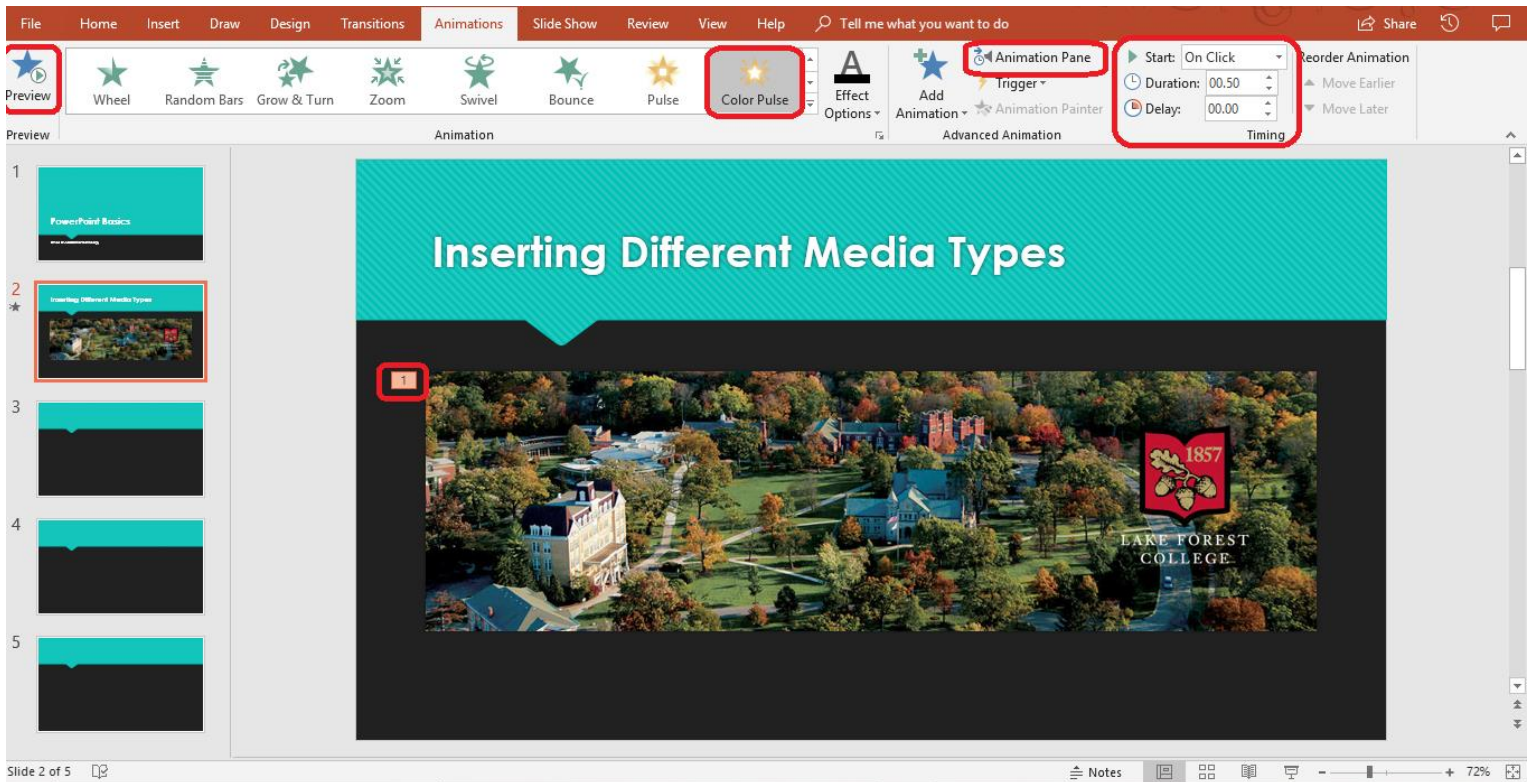 File Home Insert Draw Design Transitions Animations Slide Show Review View Help Tell me what you want to do Share
Preview Wheel Random Bars Grow & Turn Zoom Swivel Bounce Pulse Color Pulse Effect Options Add Animation Animation Pane Trigger Animation Painter
Start: On Click
Duration: 00.50
Delay: 00.00
Reorder Animation
Move Earlier
Move Later
Preview Animation Advanced Animation Timing
1
PowerPoint Basics
2
Inserting Different Media Types
3
4
5
Inserting Different Media Types
1
1857
LAKE FOREST
COLLEGE
Slide 2 of 5 Notes 72%